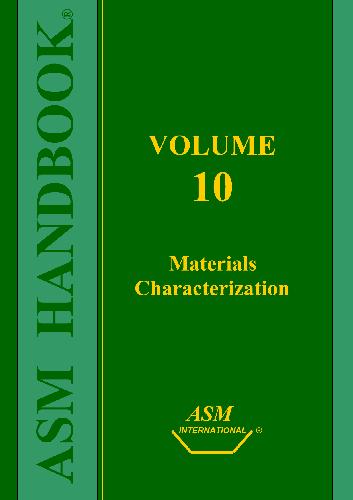 ASM HANDBOOK®
VOLUME
10
Materials
Characterization
ASM
INTERNATIONAL ®